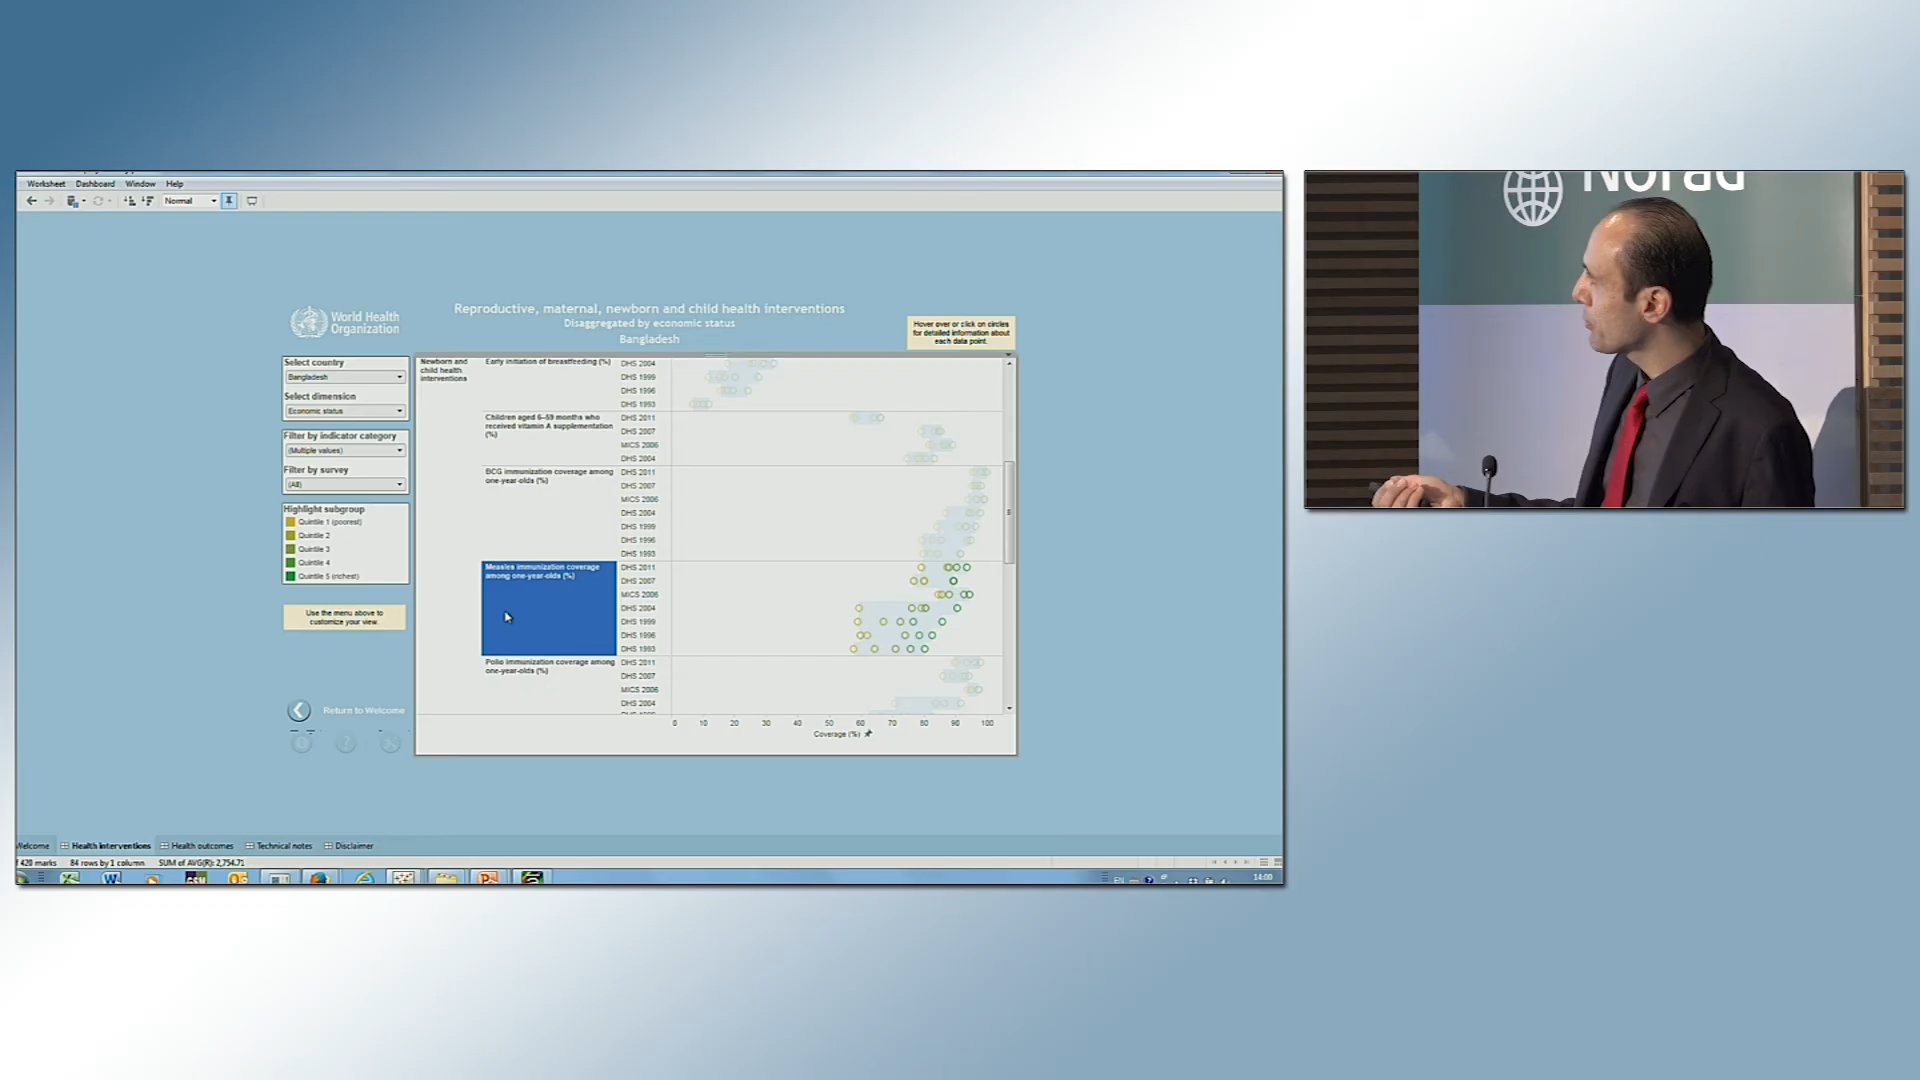 Worksheet Dashboard Window Help
Normal
World Health
Organization
Reproductive, maternal, newborn and child health interventions
Disaggregated by economic status
Bangladesh
Hover over or click on circles
for detailed information about
each data point.
Select country
Bangladesh
Select dimension
Economic status
Filter by indicator category
(Multiple values)
Filter by survey
(All)
Highlight subgroup
Quintile 1 (poorest)
Quintile 2
Quintile 3
Quintile 4
Quintile 5 (richest)
Use the menu above to
customize your view.
Return to Welcome
Newborn and
child health
interventions
Early initiation of breastfeeding (%)
DHS 2004
DHS 1999
DHS 1996
DHS 1993
Children aged 6–59 months who
received vitamin A supplementation
(%)
DHS 2011
DHS 2007
MICS 2006
DHS 2004
BCG immunization coverage among
one-year-olds (%)
DHS 2011
DHS 2007
MICS 2006
DHS 2004
DHS 1999
DHS 1996
DHS 1993
Measles immunization coverage
among one-year-olds (%)
DHS 2011
DHS 2007
MICS 2006
DHS 2004
DHS 1999
DHS 1996
DHS 1993
Polio immunization coverage among
one-year-olds (%)
DHS 2011
DHS 2007
MICS 2006
DHS 2004
0 10 20 30 40 50 60 70 80 90 100
Coverage (%)
Welcome Health Interventions Health outcomes Technical notes Disclaimer
420 marks 84 rows by 1 column SUM of AVG(R): 2,754.71
EN 14:00
Norad